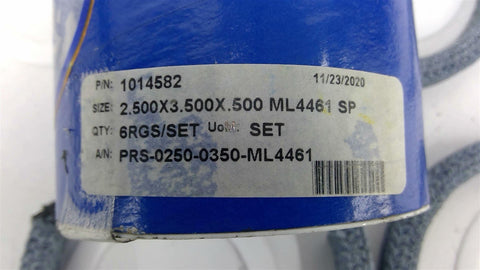 P/N: 1014582 11/23/2020
SIZE: 2.500X3.500X.500 ML4461 SP
QTY: 6RGS/SET UoM: SET
A/N: PRS-0250-0350-ML4461